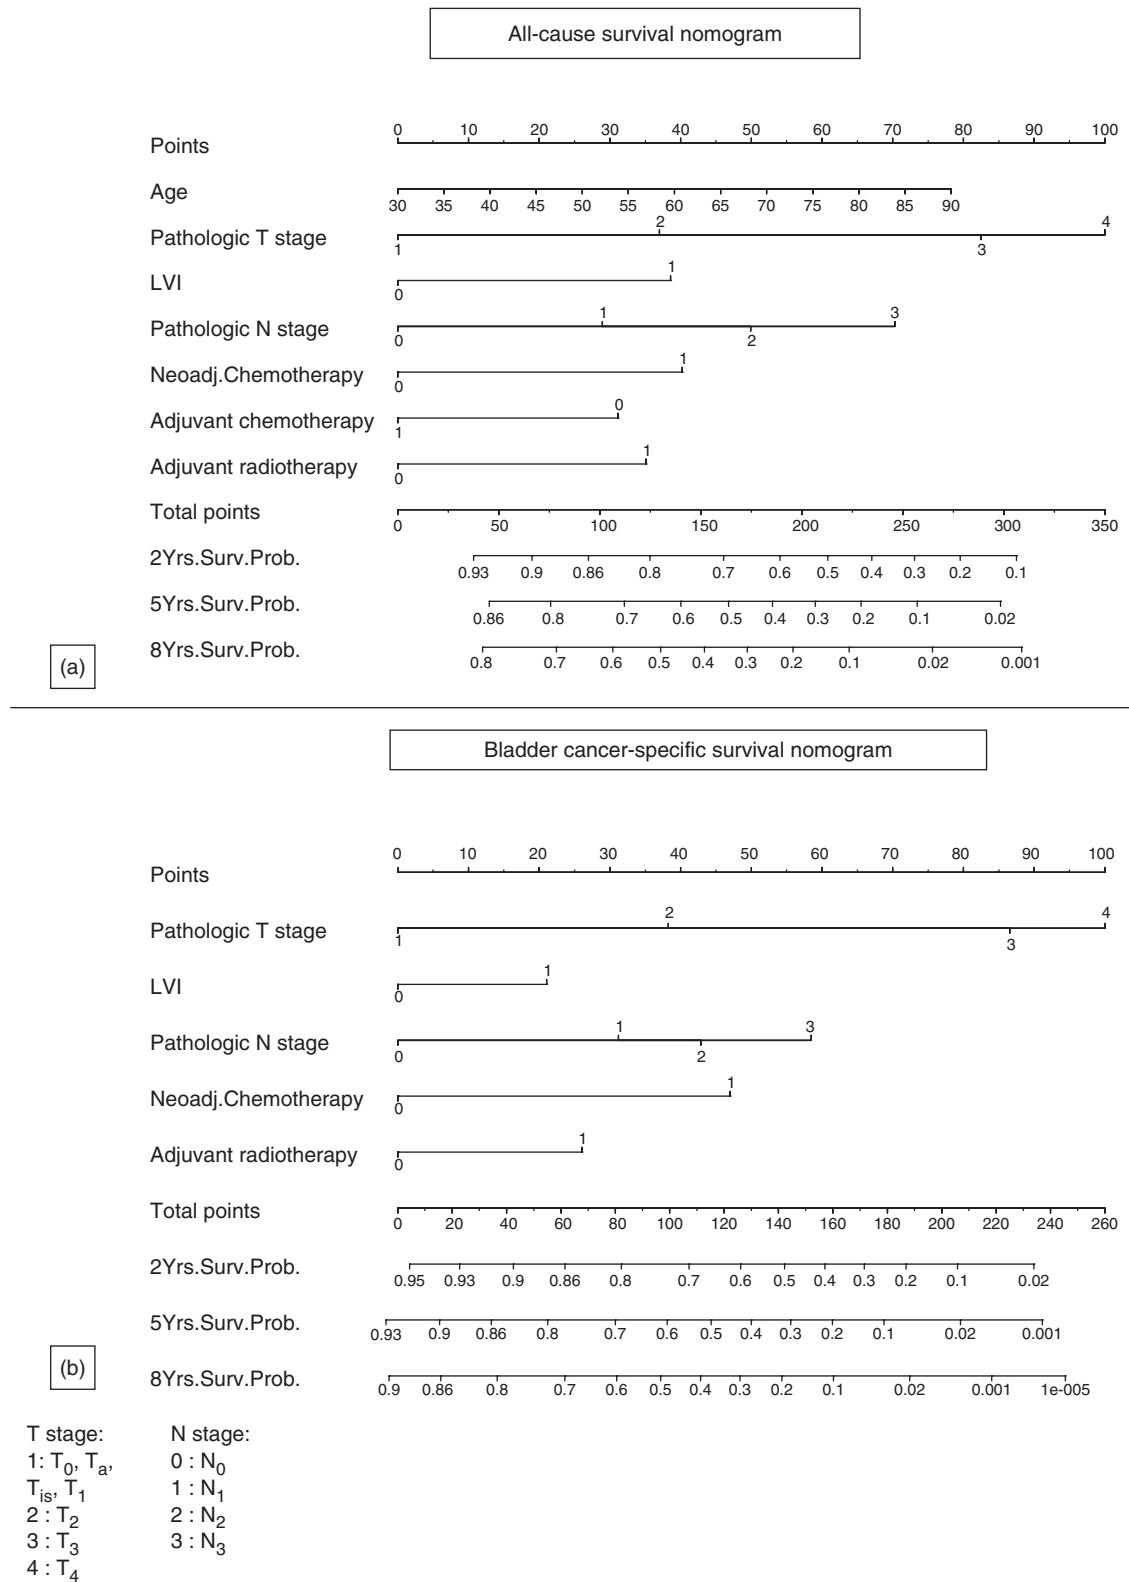 All-cause survival nomogram
0 10 20 30 40 50 60 70 80 90 100
Points
Age
30 35 40 45 50 55 60 65 70 75 80 85 90
2 4
Pathologic T stage
1 3
1
LVI
0
1 3
Pathologic N stage
0 2
1
Neoadj.Chemotherapy
0
0
Adjuvant chemotherapy
1
1
Adjuvant radiotherapy
0
Total points
0 50 100 150 200 250 300 350
2Yrs.Surv.Prob.
0.93 0.9 0.86 0.8 0.7 0.6 0.5 0.4 0.3 0.2 0.1
5Yrs.Surv.Prob.
0.86 0.8 0.7 0.6 0.5 0.4 0.3 0.2 0.1 0.02
8Yrs.Surv.Prob.
0.8 0.7 0.6 0.5 0.4 0.3 0.2 0.1 0.02 0.001
(a)
Bladder cancer-specific survival nomogram
0 10 20 30 40 50 60 70 80 90 100
Points
2 4
Pathologic T stage
1 3
1
LVI
0
1 3
Pathologic N stage
0 2
1
Neoadj.Chemotherapy
0
1
Adjuvant radiotherapy
0
Total points
0 20 40 60 80 100 120 140 160 180 200 220 240 260
2Yrs.Surv.Prob.
0.95 0.93 0.9 0.86 0.8 0.7 0.6 0.5 0.4 0.3 0.2 0.1 0.02
5Yrs.Surv.Prob.
0.93 0.9 0.86 0.8 0.7 0.6 0.5 0.4 0.3 0.2 0.1 0.02 0.001
8Yrs.Surv.Prob.
0.9 0.86 0.8 0.7 0.6 0.5 0.4 0.3 0.2 0.1 0.02 0.001 1e-005
(b)
T stage:
1: T0, Ta,
Tis, T1
2 : T2
3 : T3
4 : T4
N stage:
0 : N0
1 : N1
2 : N2
3 : N3